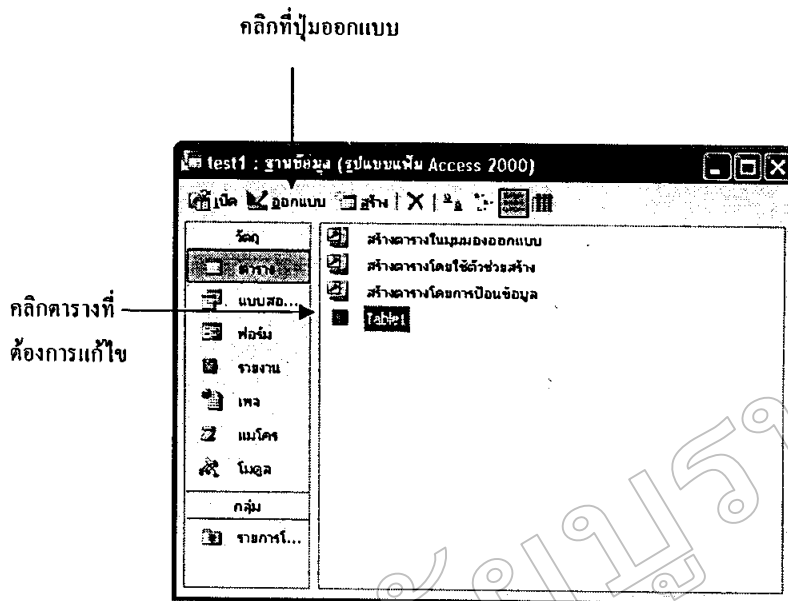 คลิกที่ปุ่มออกแบบ
test1 : ฐานข้อมูล (รูปแบบแฟ้ม Access 2000)
เปิด ออกแบบ สร้าง
วัตถุ
ตาราง
แบบสอ...
ฟอร์ม
รายงาน
เพจ
แมโคร
โมดูล
กลุ่ม
รายการโ...
สร้างตารางในมุมมองออกแบบ
สร้างตารางโดยใช้ตัวช่วยสร้าง
สร้างตารางโดยการป้อนข้อมูล
Table1
คลิกตารางที่
ต้องการแก้ไข